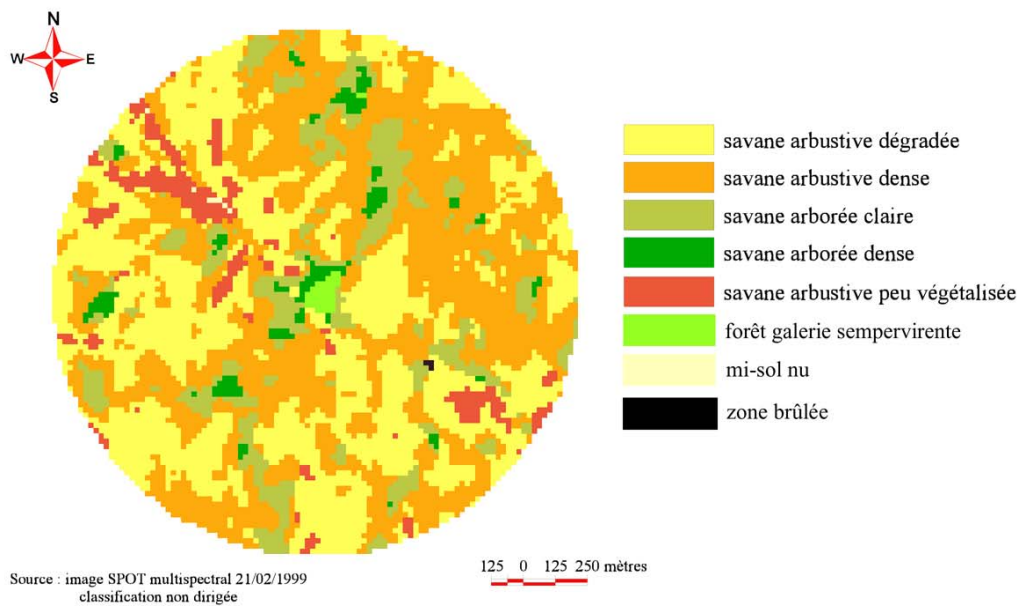 N
W E
S
savane arbustive dégradée
savane arbustive dense
savane arborée claire
savane arborée dense
savane arbustive peu végétalisée
forêt galerie sempervirente
mi-sol nu
zone brûlée
Source : image SPOT multispectral 21/02/1999
classification non dirigée
125 0 125 250 mètres